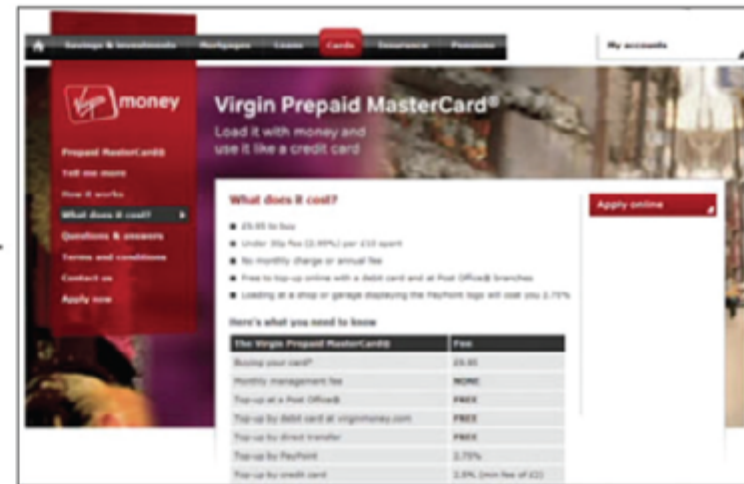 Savings & investments Mortgages Loans Cards Insurance Pensions
My accounts
Virgin money
Virgin Prepaid MasterCard®
Load it with money and
use it like a credit card
Prepaid MasterCard®
Tell me more
How it works
What does it cost?
Questions & answers
Terms and conditions
Contact us
Apply now
What does it cost?
£9.95 to buy
Under 30p fee (2.95%) per £10 spent
No monthly charge or annual fee
Free to top-up online with a debit card and at Post Office® branches
Loading at a shop or garage displaying the PayPoint logo will cost you 2.75%
Apply online
Here's what you need to know
The Virgin Prepaid MasterCard® Fee
Buying your card* £9.95
Monthly management fee NONE
Top-up at a Post Office® FREE
Top-up by debit card at virginmoney.com FREE
Top-up by direct transfer FREE
Top-up by PayPoint 2.75%
Top-up by credit card (min fee of £2)